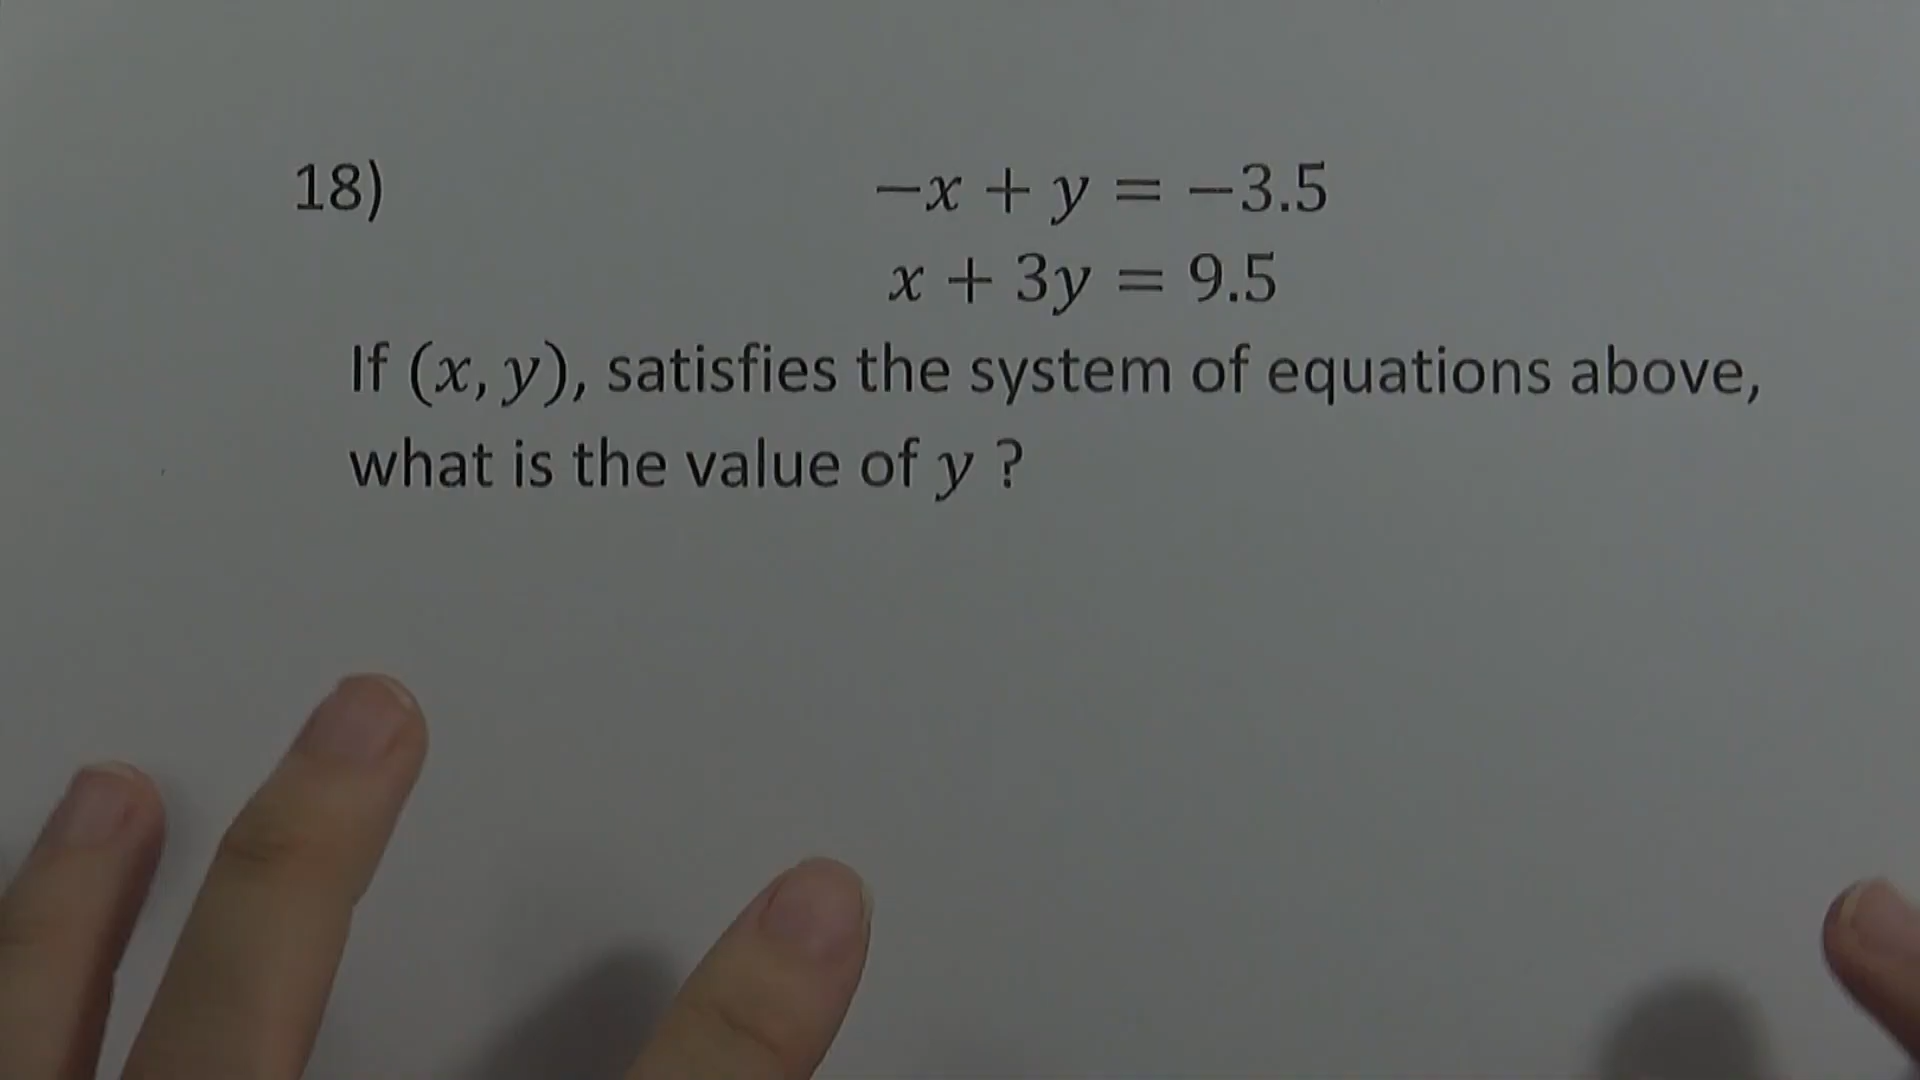 18) −x + y = −3.5
x + 3y = 9.5
If (x, y), satisfies the system of equations above,
what is the value of y ?